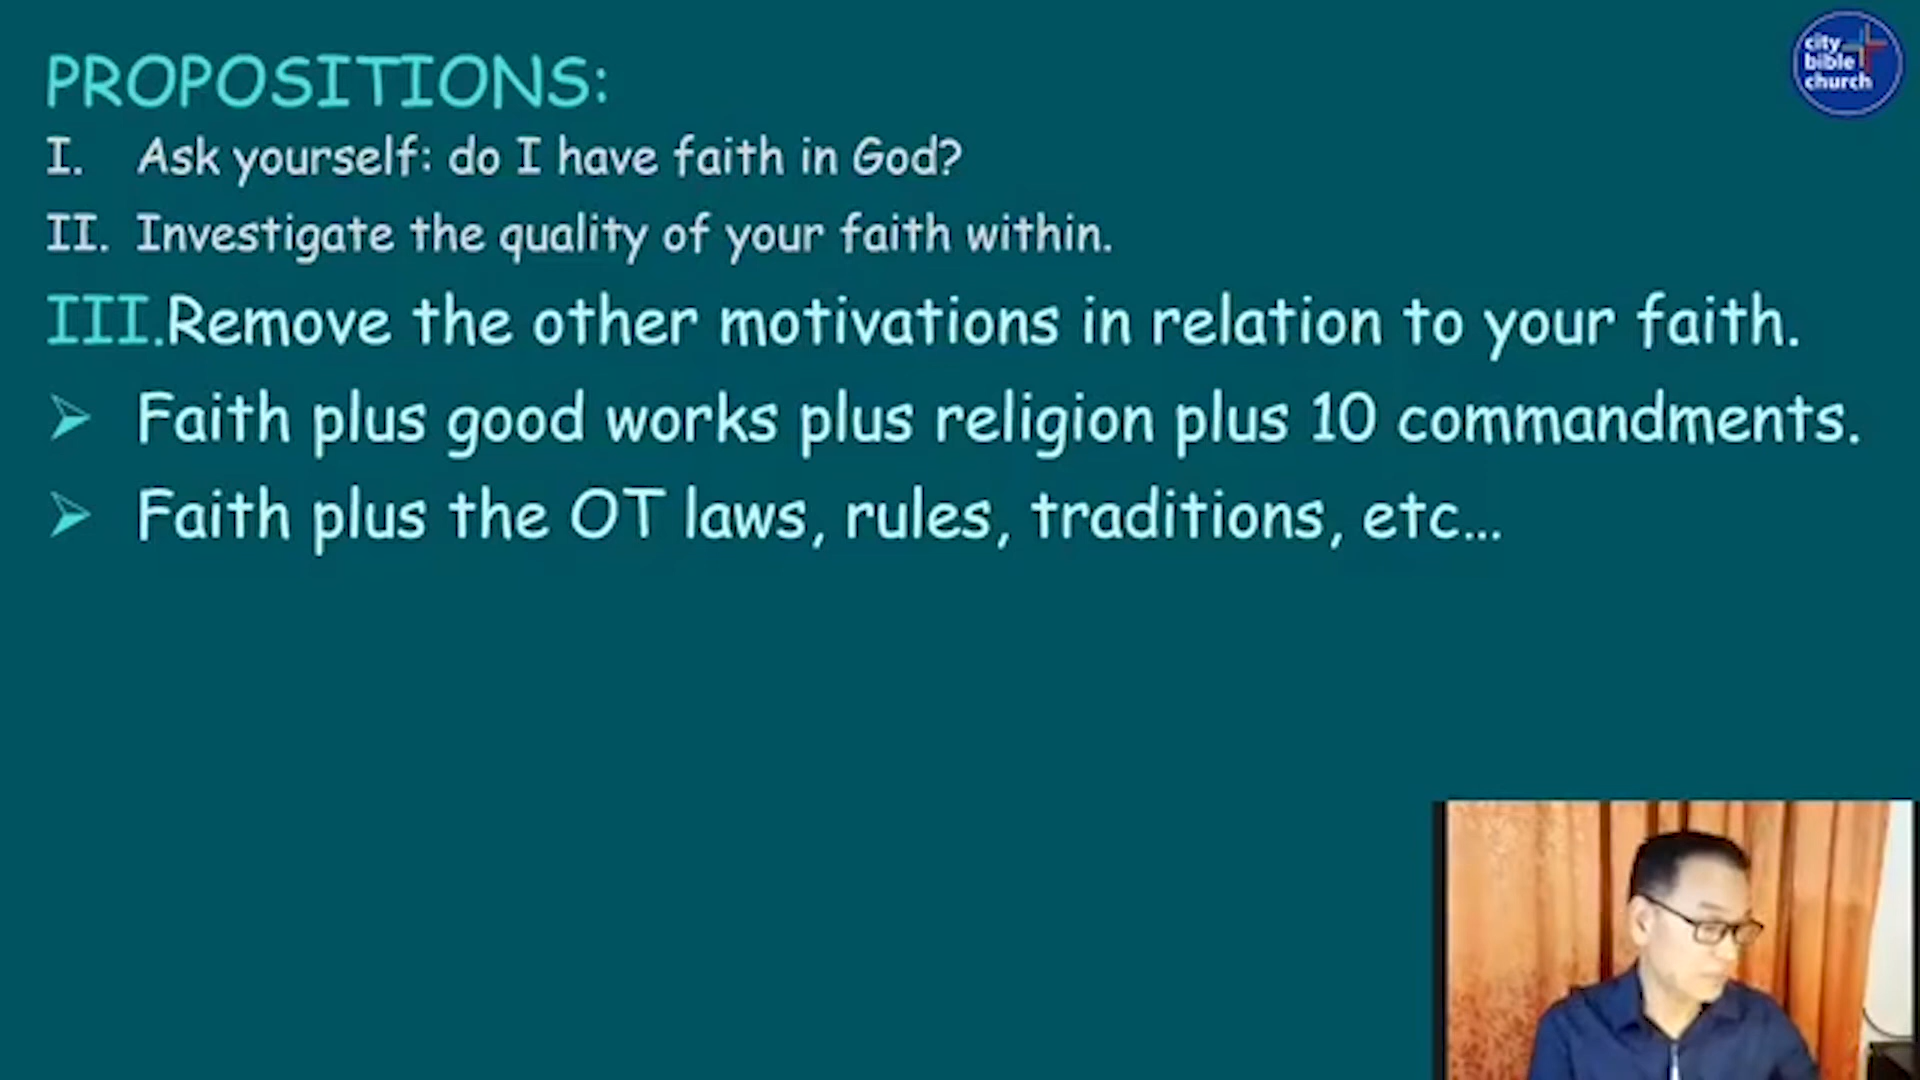 PROPOSITIONS:
city
bible
church
I. Ask yourself: do I have faith in God?
II. Investigate the quality of your faith within.
III.Remove the other motivations in relation to your faith.
➢ Faith plus good works plus religion plus 10 commandments.
➢ Faith plus the OT laws, rules, traditions, etc...